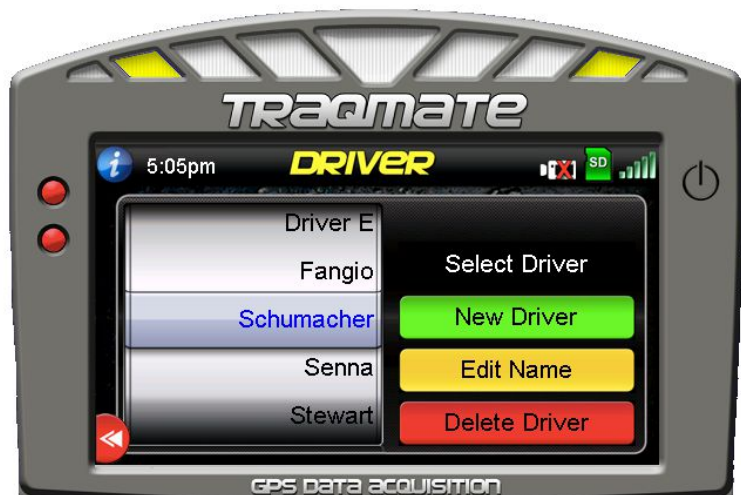 TRAQMATE
i 5:05pm DRIVER SD
Driver E
Fangio
Schumacher
Senna
Stewart
Select Driver
New Driver
Edit Name
Delete Driver
GPS DATA ACQUISITION